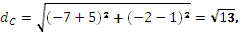 d_C = √((−7 + 5)² + (−2 − 1)²) = √13,